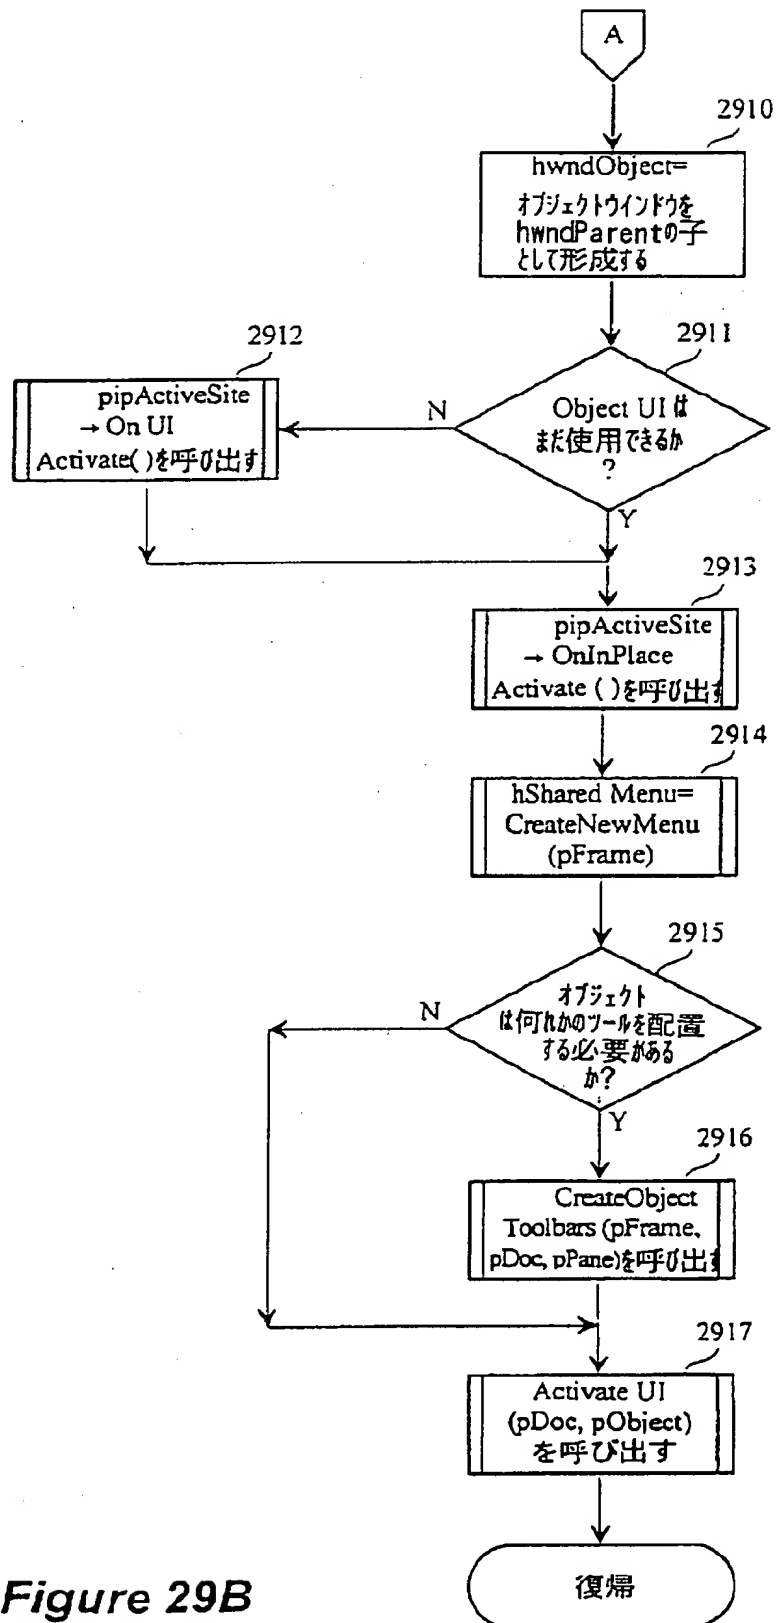 A
2910
hwndObject=
オブジェクトウインドウを
hwndParentの子
として形成する
2911
Object UIは
まだ使用できるか
?
N
Y
2912
pipActiveSite
→ On UI
Activate( )を呼び出す
2913
pipActiveSite
→ OnInPlace
Activate ( )を呼び出す
2914
hShared Menu=
CreateNewMenu
(pFrame)
2915
オブジェクト
は何れかのツールを配置
する必要がある
か?
N
Y
2916
CreateObject
Toolbars (pFrame,
pDoc, pPane)を呼び出す
2917
Activate UI
(pDoc, pObject)
を呼び出す
復帰
Figure 29B